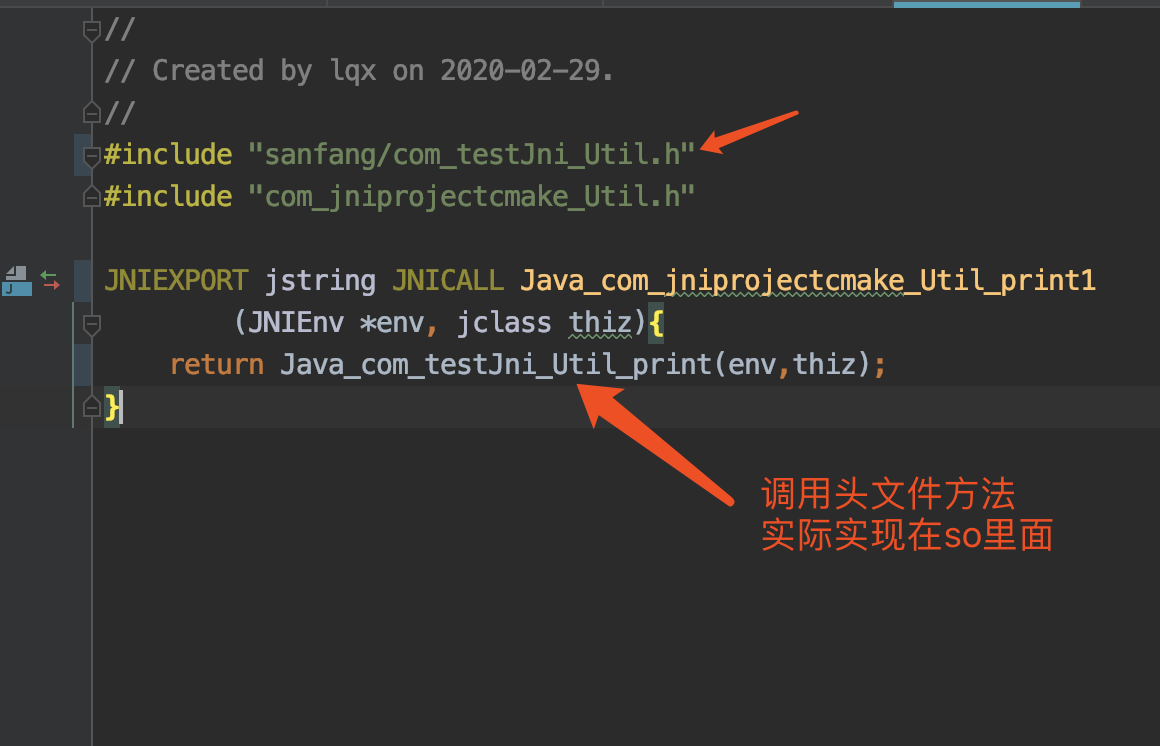 //
// Created by lqx on 2020-02-29.
//
#include "sanfang/com_testJni_Util.h"
#include "com_jniprojectcmake_Util.h"
JNIEXPORT jstring JNICALL Java_com_jniprojectcmake_Util_print1
(JNIEnv *env, jclass thiz){
return Java_com_testJni_Util_print(env,thiz);
}
调用头文件方法
实际实现在so里面